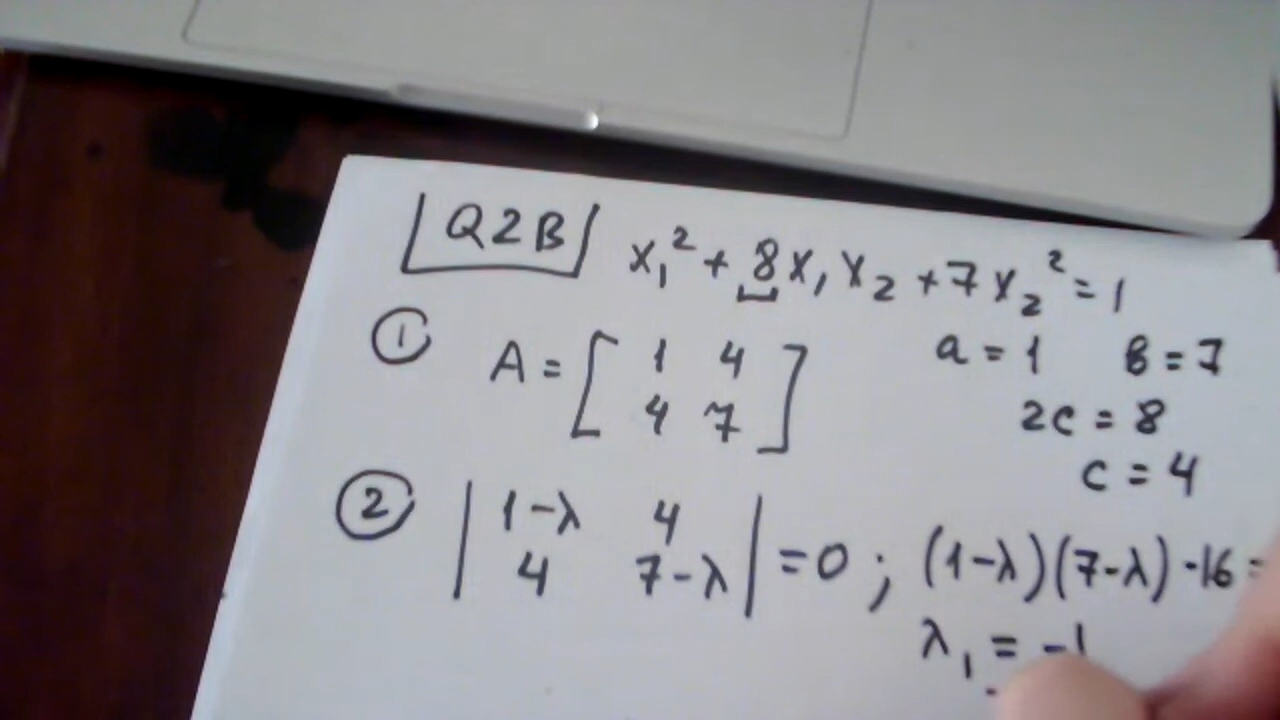 Q2B x₁² + 8x₁x₂ + 7x₂² = 1
① A = [ 1 4
4 7 ]
a = 1 в = 7
2c = 8
c = 4
② | 1-λ 4
4 7-λ | = 0 ; (1-λ)(7-λ) -16 =
λ₁ = -1